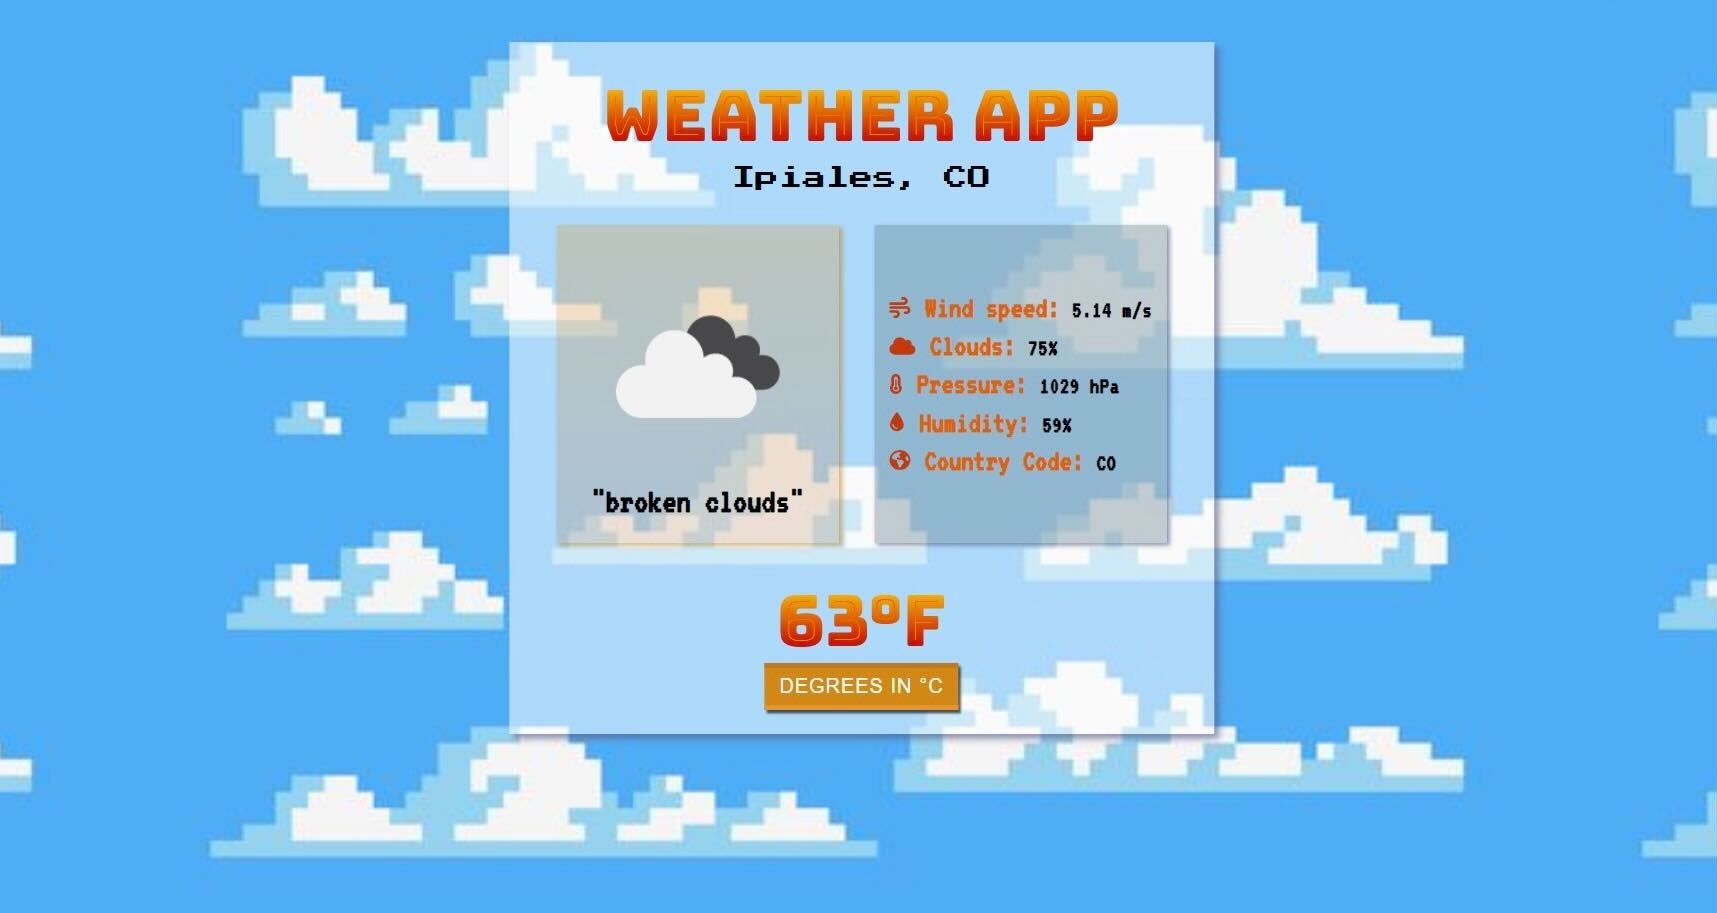 WEATHER APP
Ipiales, CO
"broken clouds"
Wind speed: 5.14 m/s
Clouds: 75%
Pressure: 1029 hPa
Humidity: 59%
Country Code: CO
63°F
DEGREES IN °C